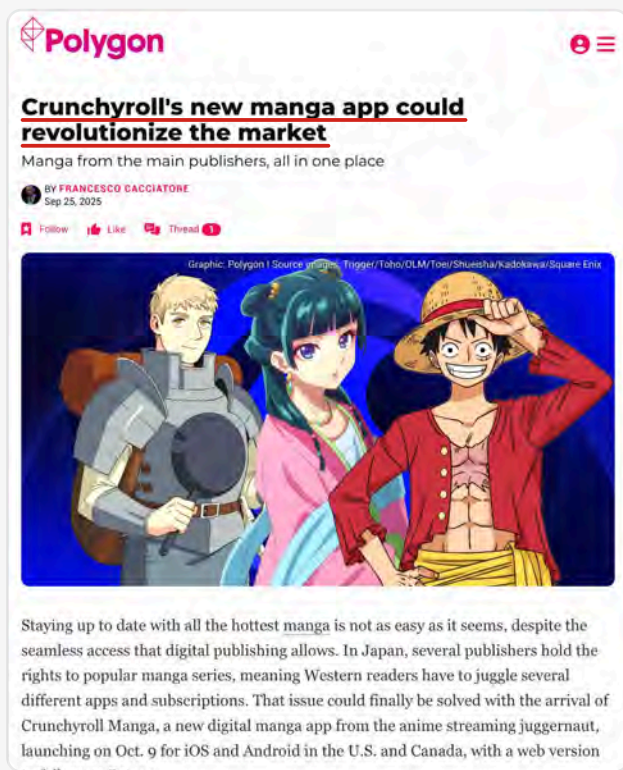 Polygon
Crunchyroll's new manga app could
revolutionize the market
Manga from the main publishers, all in one place
BY FRANCESCO CACCIATORE
Sep 25, 2025
Follow Like Thread 1
Graphic: Polygon | Source images: Trigger/Toho/OLM/Toei/Shueisha/Kadokawa/Square Enix
Staying up to date with all the hottest manga is not as easy as it seems, despite the
seamless access that digital publishing allows. In Japan, several publishers hold the
rights to popular manga series, meaning Western readers have to juggle several
different apps and subscriptions. That issue could finally be solved with the arrival of
Crunchyroll Manga, a new digital manga app from the anime streaming juggernaut,
launching on Oct. 9 for iOS and Android in the U.S. and Canada, with a web version